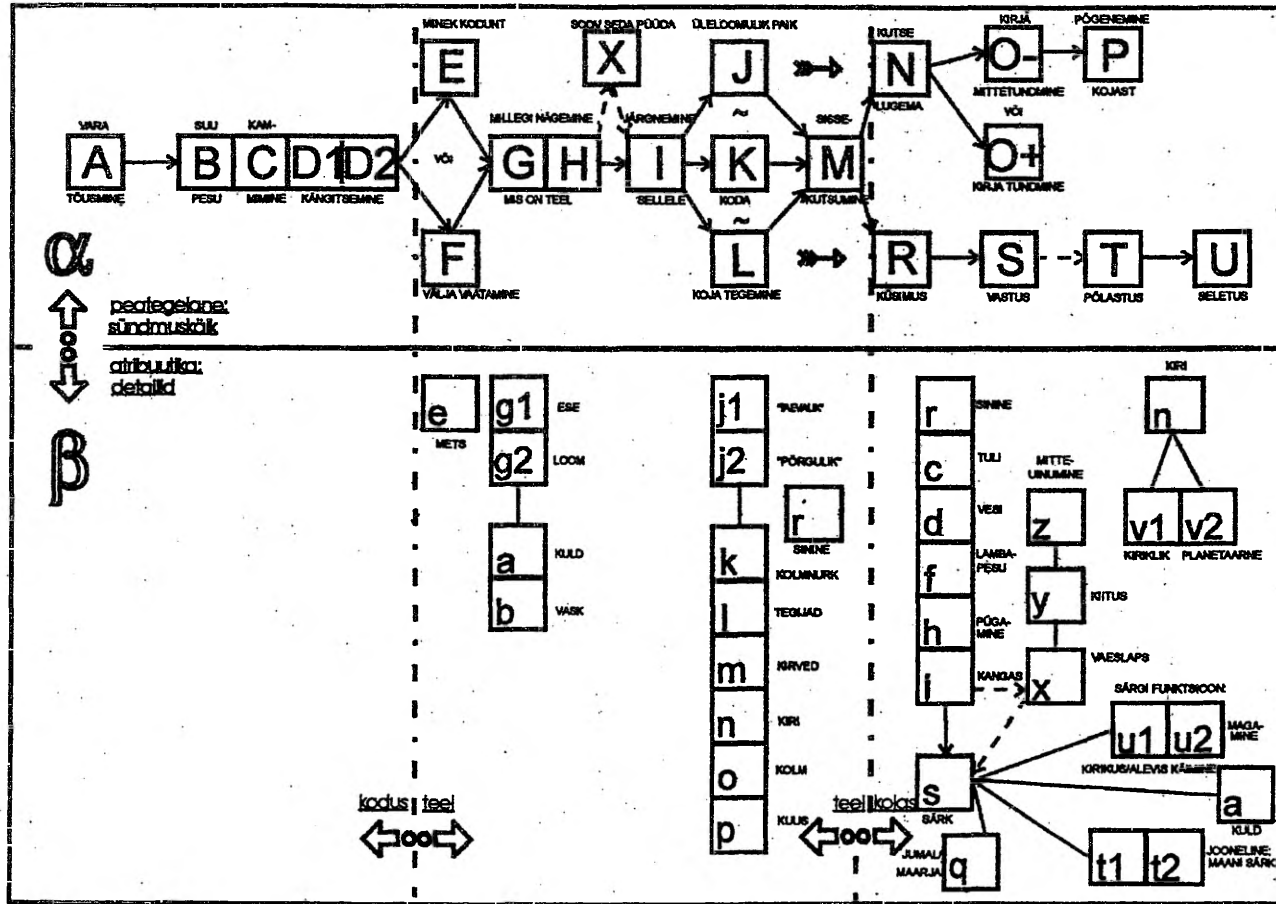 MINEK KODUNT
E
SOOV SEDA PÜÜDA
X
ÜLELOOMULIK PAIK
J
~
KUTSE
N
LUGEMA
KIRJA
O-
MITTETUNDMINE
PÕGENEMINE
P
KOJAST
VÕI
O+
KIRJA TUNDMINE
VARA
A
TÕUSMINE
SUU
B
PESU
KAM-
C
MIMINE
D1 D2
KÄNGITSEMINE
VÕI
MILLEGI NÄGEMINE
G H
MIS ON TEEL
JÄRGNEMINE
I
SELLELE
K
KODA
~
SISSE-
M
KUTSUMINE
F
VÄLJA VAATAMINE
L
KOJA TEGEMINE
R
KÜSIMUS
S
VASTUS
T
PÕLASTUS
U
SELETUS
α
peategelane:
sündmuskäik
atribuutika:
detailid
β
e
METS
g1 ESE
g2 LOOM
a KULD
b VASK
j1 "TAEVALIK"
j2 "PÕRGULIK"
r
SININE
k KOLMNURK
l TEGIJAD
m KIRVED
n KIRI
o KOLM
p KUUS
r SININE
c TULI
d VESI
f LAMBA-
PESU
h PÜGA-
MINE
i KANGAS
s
SÄRK
MITTE-
UINUMINE
z
y KIITUS
x VAESLAPS
KIRI
n
v1 v2
KIRIKLIK PLANETAARNE
SÄRGI FUNKTSIOON:
u1 u2 MAGA-
MINE
KIRIKUS/ALEVIS KÄIMINE
a
KULD
t1 t2 JOONELINE;
MAANI SÄRK
JUMAL/
MAARJA q
kodus teel
teel kojas